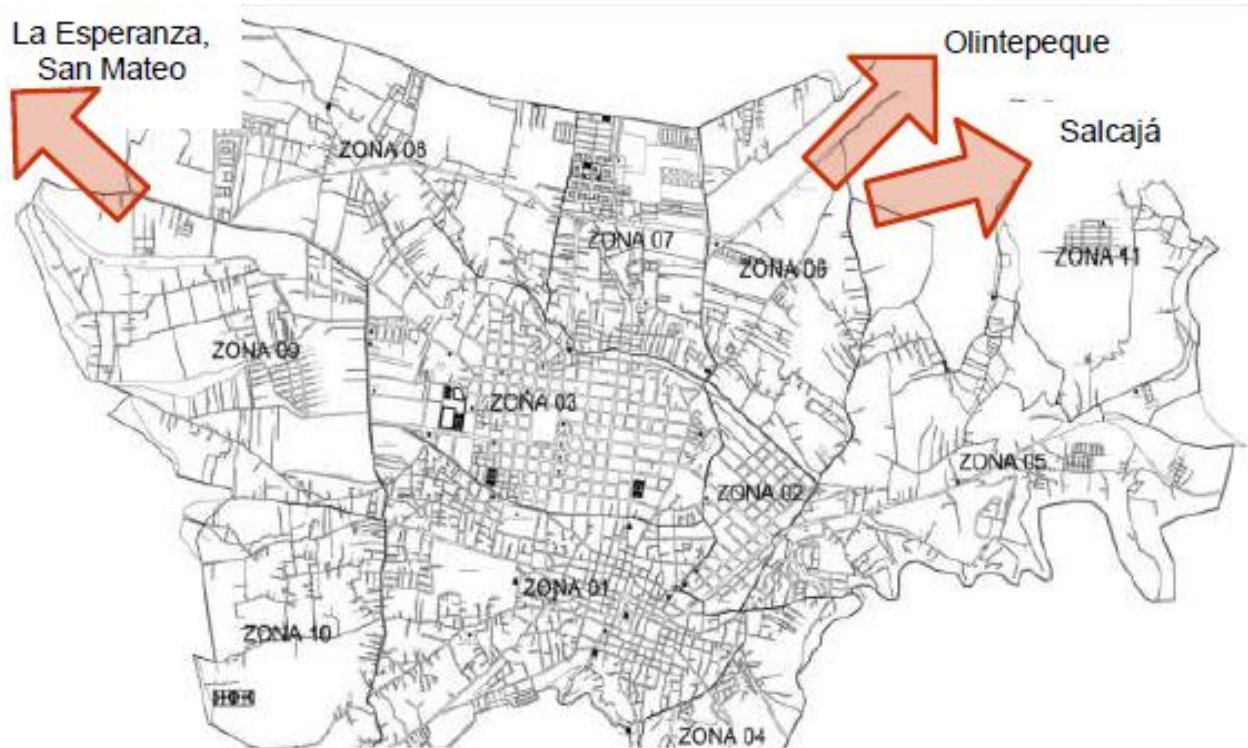 La Esperanza,
San Mateo
Olintepeque
Salcajá
ZONA 08
ZONA 07
ZONA 06
ZONA 11
ZONA 09
ZONA 03
ZONA 05
ZONA 02
ZONA 01
ZONA 10
ZONA 04